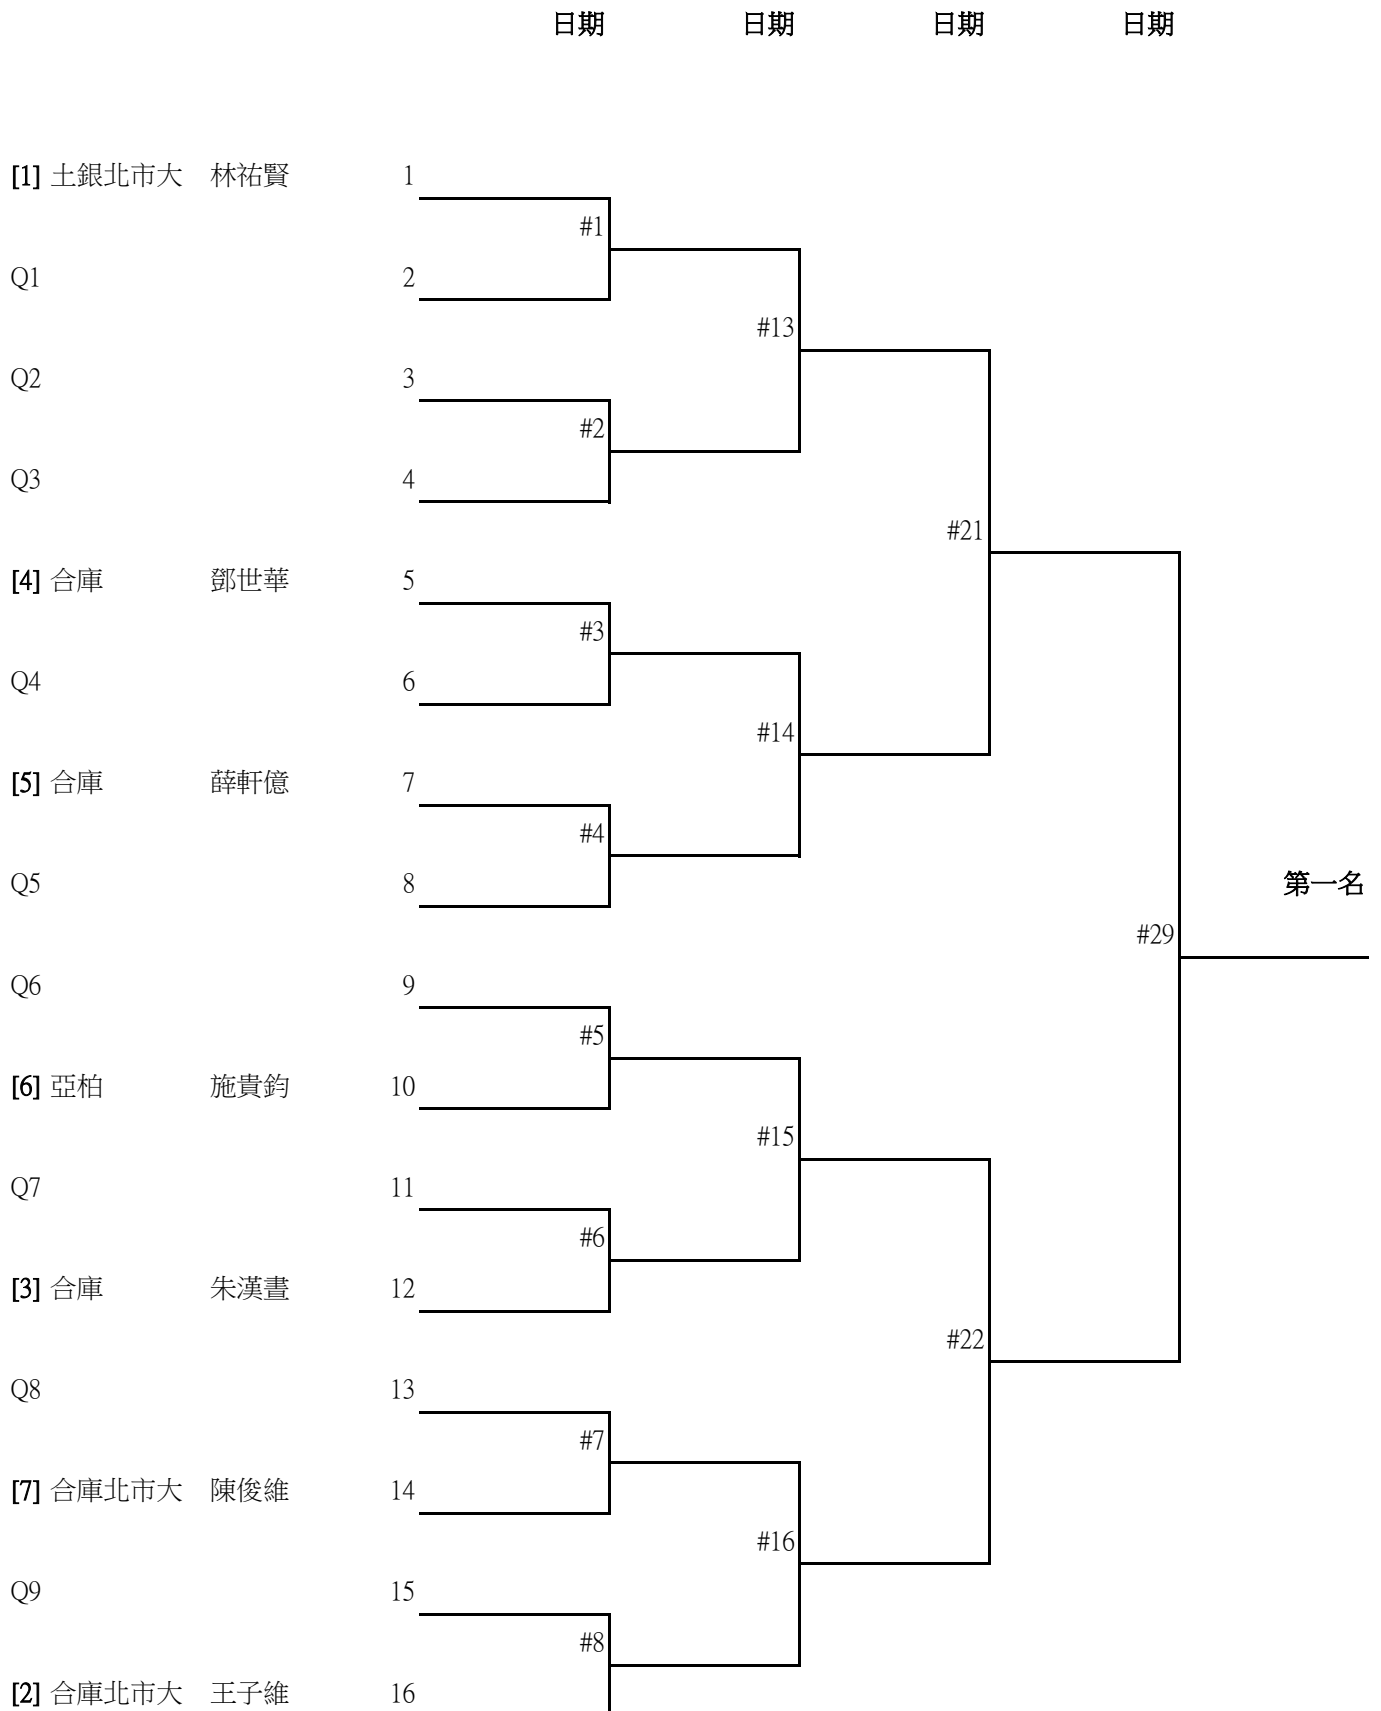 日期 日期 日期 日期
[1] 土銀北市大 林祐賢 1
#1
Q1 2
#13
Q2 3
#2
Q3 4
#21
[4] 合庫 鄧世華 5
#3
Q4 6
#14
[5] 合庫 薛軒億 7
#4
Q5 8
第一名
#29
Q6 9
#5
[6] 亞柏 施貴鈞 10
#15
Q7 11
#6
[3] 合庫 朱漢晝 12
#22
Q8 13
#7
[7] 合庫北市大 陳俊維 14
#16
Q9 15
#8
[2] 合庫北市大 王子維 16